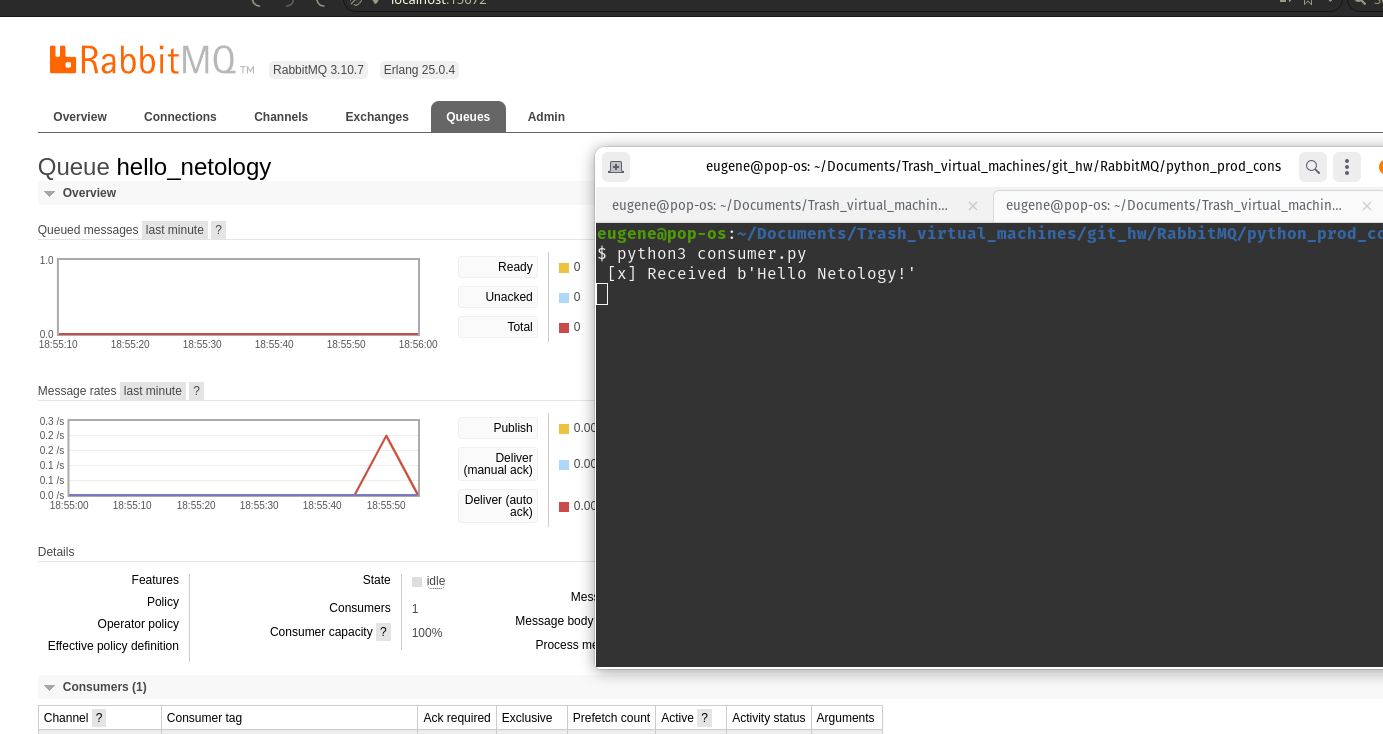 localhost:15672
RabbitMQ TM RabbitMQ 3.10.7 Erlang 25.0.4
Overview Connections Channels Exchanges Queues Admin
Queue hello_netology
Overview
Queued messages last minute ?
1.0
0.0
18:55:10 18:55:20 18:55:30 18:55:40 18:55:50 18:56:00
Ready 0
Unacked 0
Total 0
Message rates last minute ?
0.3 /s
0.2 /s
0.2 /s
0.1 /s
0.1 /s
0.0 /s
18:55:00 18:55:10 18:55:20 18:55:30 18:55:40 18:55:50
Publish 0.00
Deliver
(manual ack) 0.00
Deliver (auto
ack) 0.00
Details
Features
Policy
Operator policy
Effective policy definition
State idle
Consumers 1
Consumer capacity ? 100%
Mess
Message body
Process me
Consumers (1)
Channel ? Consumer tag Ack required Exclusive Prefetch count Active ? Activity status Arguments
eugene@pop-os: ~/Documents/Trash_virtual_machines/git_hw/RabbitMQ/python_prod_cons
eugene@pop-os: ~/Documents/Trash_virtual_machin... × eugene@pop-os: ~/Documents/Trash_virtual_machin... ×
eugene@pop-os:~/Documents/Trash_virtual_machines/git_hw/RabbitMQ/python_prod_co
$ python3 consumer.py
[x] Received b'Hello Netology!'